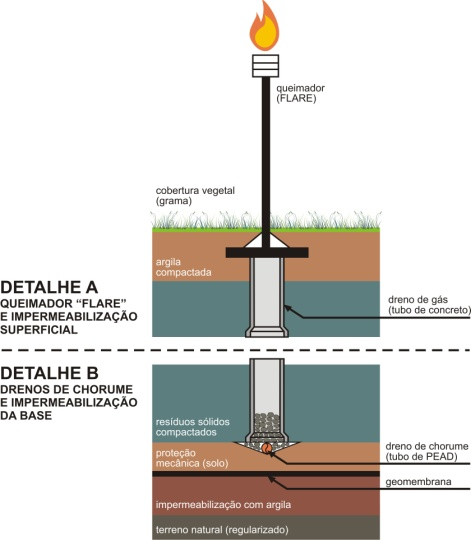 queimador
(FLARE)
cobertura vegetal
(grama)
argila
compactada
DETALHE A
QUEIMADOR “FLARE”
E IMPERMEABILIZAÇÃO
SUPERFICIAL
dreno de gás
(tubo de concreto)
DETALHE B
DRENOS DE CHORUME
E IMPERMEABILIZAÇÃO
DA BASE
resíduos sólidos
compactados
dreno de chorume
(tubo de PEAD)
proteção
mecânica (solo)
geomembrana
impermeabilização com argila
terreno natural (regularizado)